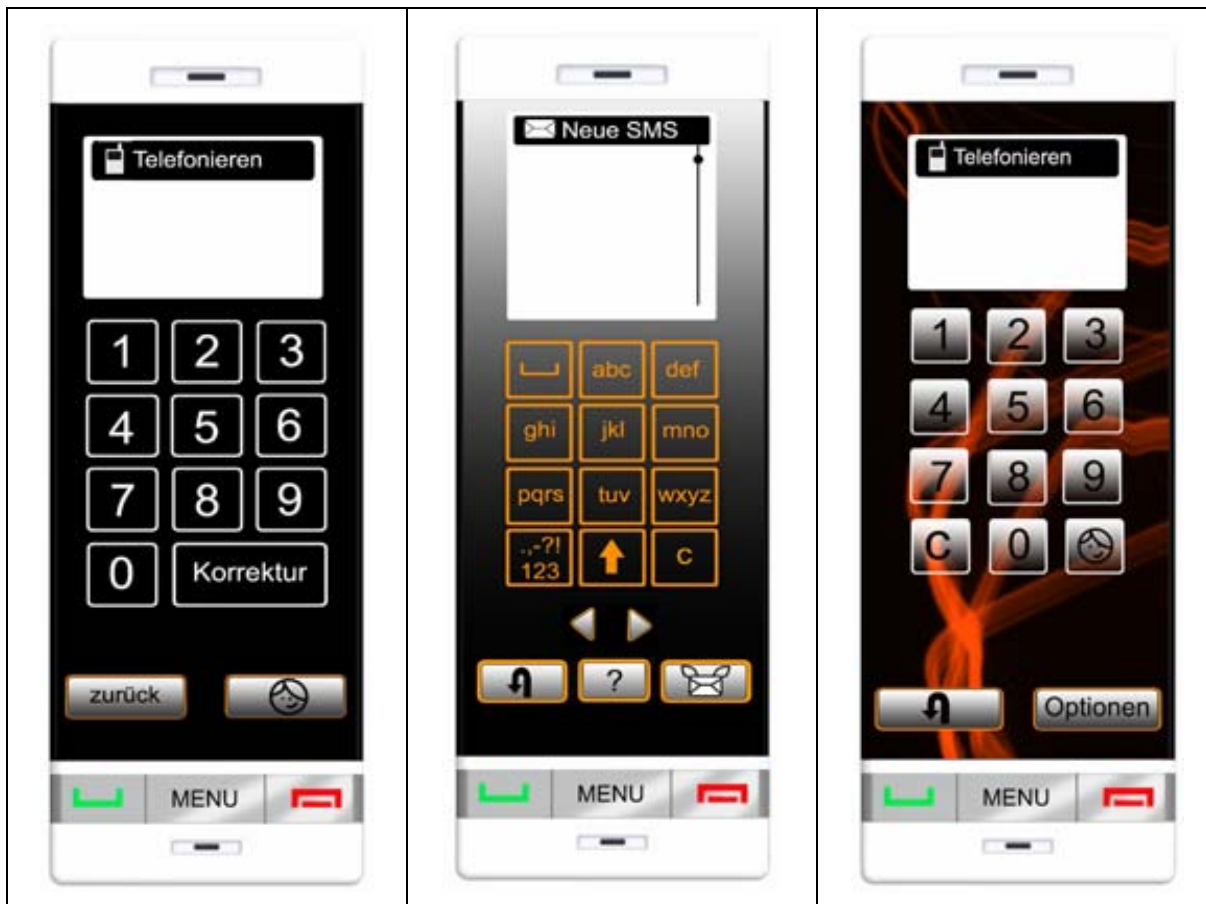 Telefonieren
1 2 3
4 5 6
7 8 9
0 Korrektur
zurück
MENU
Neue SMS
abc def
ghi jkl mno
pqrs tuv wxyz
.,-?!
123 C
?
MENU
Telefonieren
1 2 3
4 5 6
7 8 9
C 0
Optionen
MENU